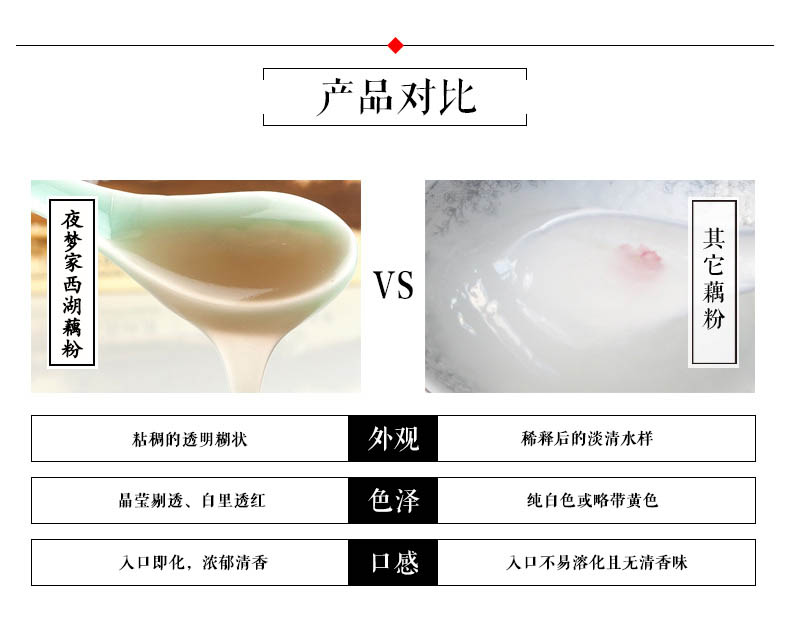 产品对比
夜梦家西湖藕粉
VS
其它藕粉
粘稠的透明糊状
外观
稀释后的淡清水样
晶莹剔透、白里透红
色泽
纯白色或略带黄色
入口即化，浓郁清香
口感
入口不易溶化且无清香味